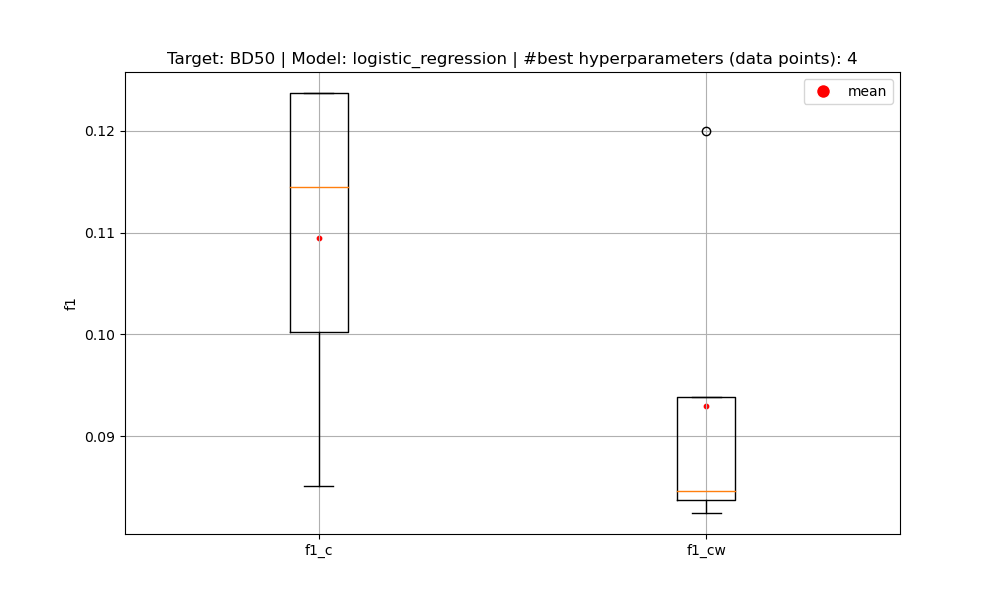 Target: BD50 | Model: logistic_regression | #best hyperparameters (data points): 4
mean
0.12
0.11
0.10
0.09
f1
f1_c
f1_cw